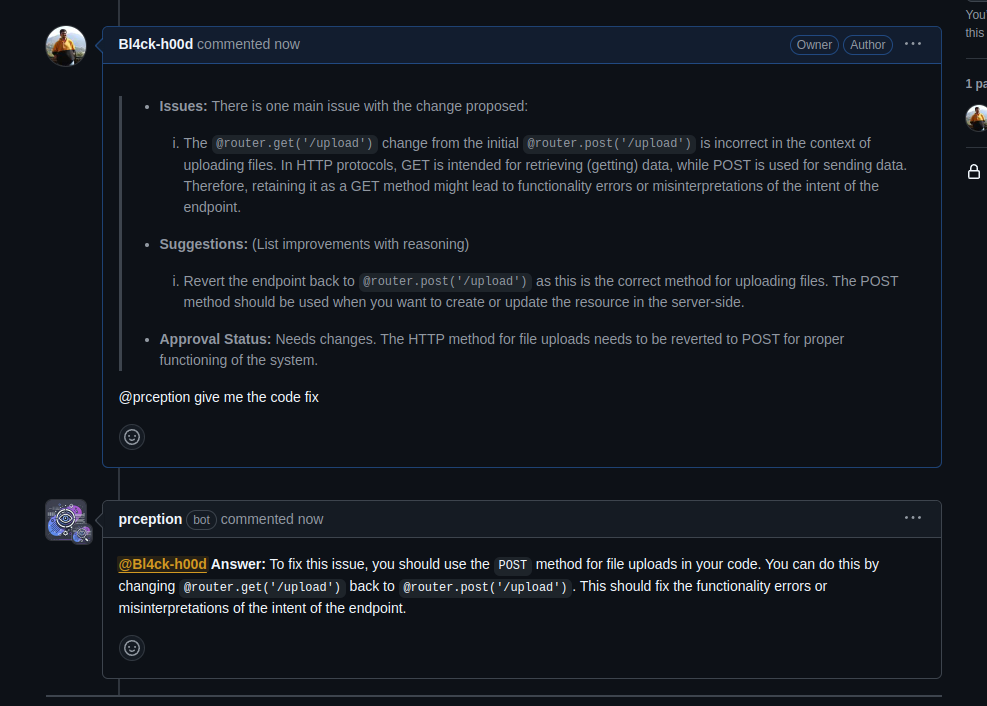 You'
this
Bl4ck-h00d commented now
Owner Author ...
1 pa
• Issues: There is one main issue with the change proposed:
i. The @router.get('/upload') change from the initial @router.post('/upload') is incorrect in the context of
uploading files. In HTTP protocols, GET is intended for retrieving (getting) data, while POST is used for sending data.
Therefore, retaining it as a GET method might lead to functionality errors or misinterpretations of the intent of the
endpoint.
• Suggestions: (List improvements with reasoning)
i. Revert the endpoint back to @router.post('/upload') as this is the correct method for uploading files. The POST
method should be used when you want to create or update the resource in the server-side.
• Approval Status: Needs changes. The HTTP method for file uploads needs to be reverted to POST for proper
functioning of the system.
@prception give me the code fix
prception bot commented now
...
@Bl4ck-h00d Answer: To fix this issue, you should use the POST method for file uploads in your code. You can do this by
changing @router.get('/upload') back to @router.post('/upload') . This should fix the functionality errors or
misinterpretations of the intent of the endpoint.